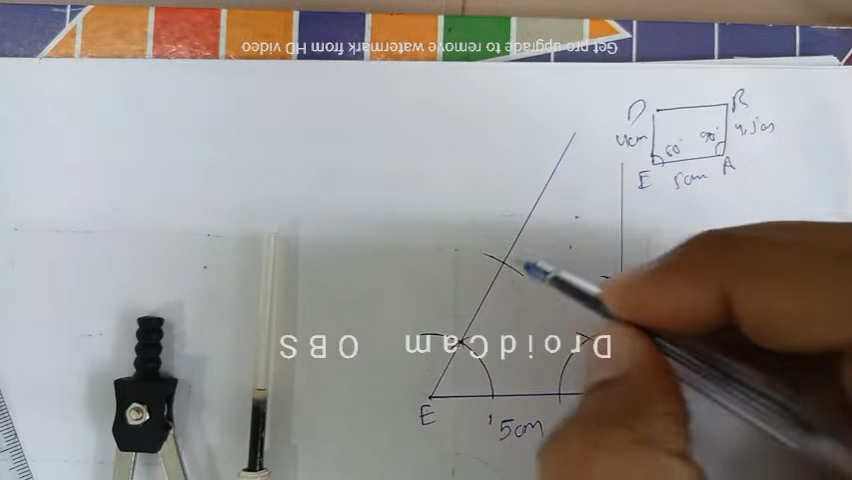 Get pro upgrade to remove watermark from HD video
D R
4cm 60° 90° 4.5cm
E 5cm A
DroidCam OBS
E 5cm